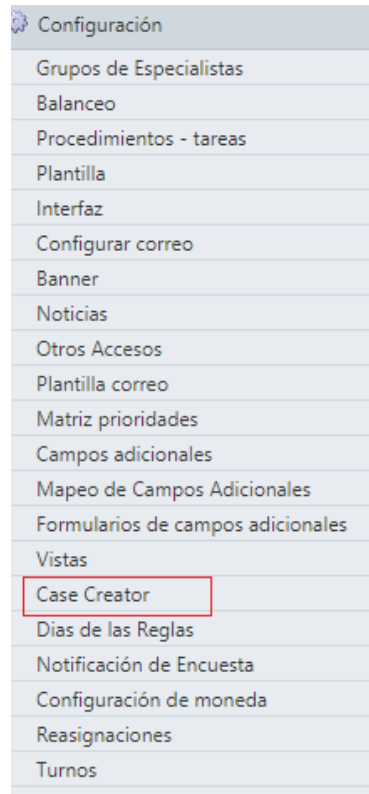 Configuración
Grupos de Especialistas
Balanceo
Procedimientos - tareas
Plantilla
Interfaz
Configurar correo
Banner
Noticias
Otros Accesos
Plantilla correo
Matriz prioridades
Campos adicionales
Mapeo de Campos Adicionales
Formularios de campos adicionales
Vistas
Case Creator
Dias de las Reglas
Notificación de Encuesta
Configuración de moneda
Reasignaciones
Turnos